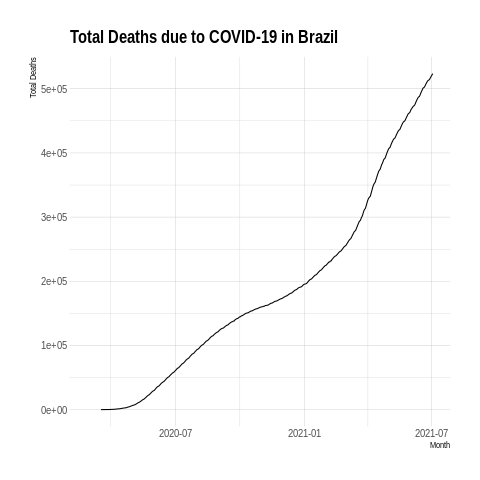 Total Deaths due to COVID-19 in Brazil
Total Deaths
5e+05
4e+05
3e+05
2e+05
1e+05
0e+00
2020-07
2021-01
2021-07
Month